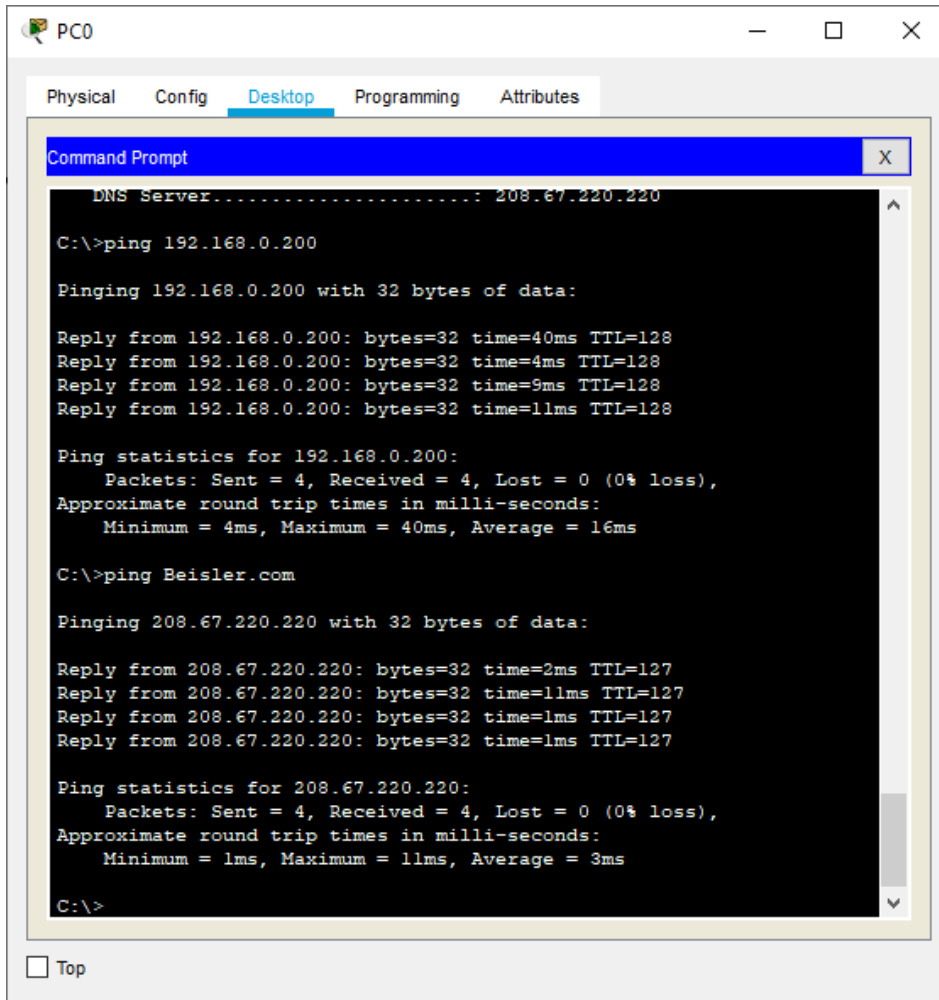 PC0
Physical Config Desktop Programming Attributes
Command Prompt X
DNS Server......................: 208.67.220.220
C:\>ping 192.168.0.200
Pinging 192.168.0.200 with 32 bytes of data:
Reply from 192.168.0.200: bytes=32 time=40ms TTL=128
Reply from 192.168.0.200: bytes=32 time=4ms TTL=128
Reply from 192.168.0.200: bytes=32 time=9ms TTL=128
Reply from 192.168.0.200: bytes=32 time=11ms TTL=128
Ping statistics for 192.168.0.200:
Packets: Sent = 4, Received = 4, Lost = 0 (0% loss),
Approximate round trip times in milli-seconds:
Minimum = 4ms, Maximum = 40ms, Average = 16ms
C:\>ping Beisler.com
Pinging 208.67.220.220 with 32 bytes of data:
Reply from 208.67.220.220: bytes=32 time=2ms TTL=127
Reply from 208.67.220.220: bytes=32 time=11ms TTL=127
Reply from 208.67.220.220: bytes=32 time=1ms TTL=127
Reply from 208.67.220.220: bytes=32 time=1ms TTL=127
Ping statistics for 208.67.220.220:
Packets: Sent = 4, Received = 4, Lost = 0 (0% loss),
Approximate round trip times in milli-seconds:
Minimum = 1ms, Maximum = 11ms, Average = 3ms
C:\>
Top